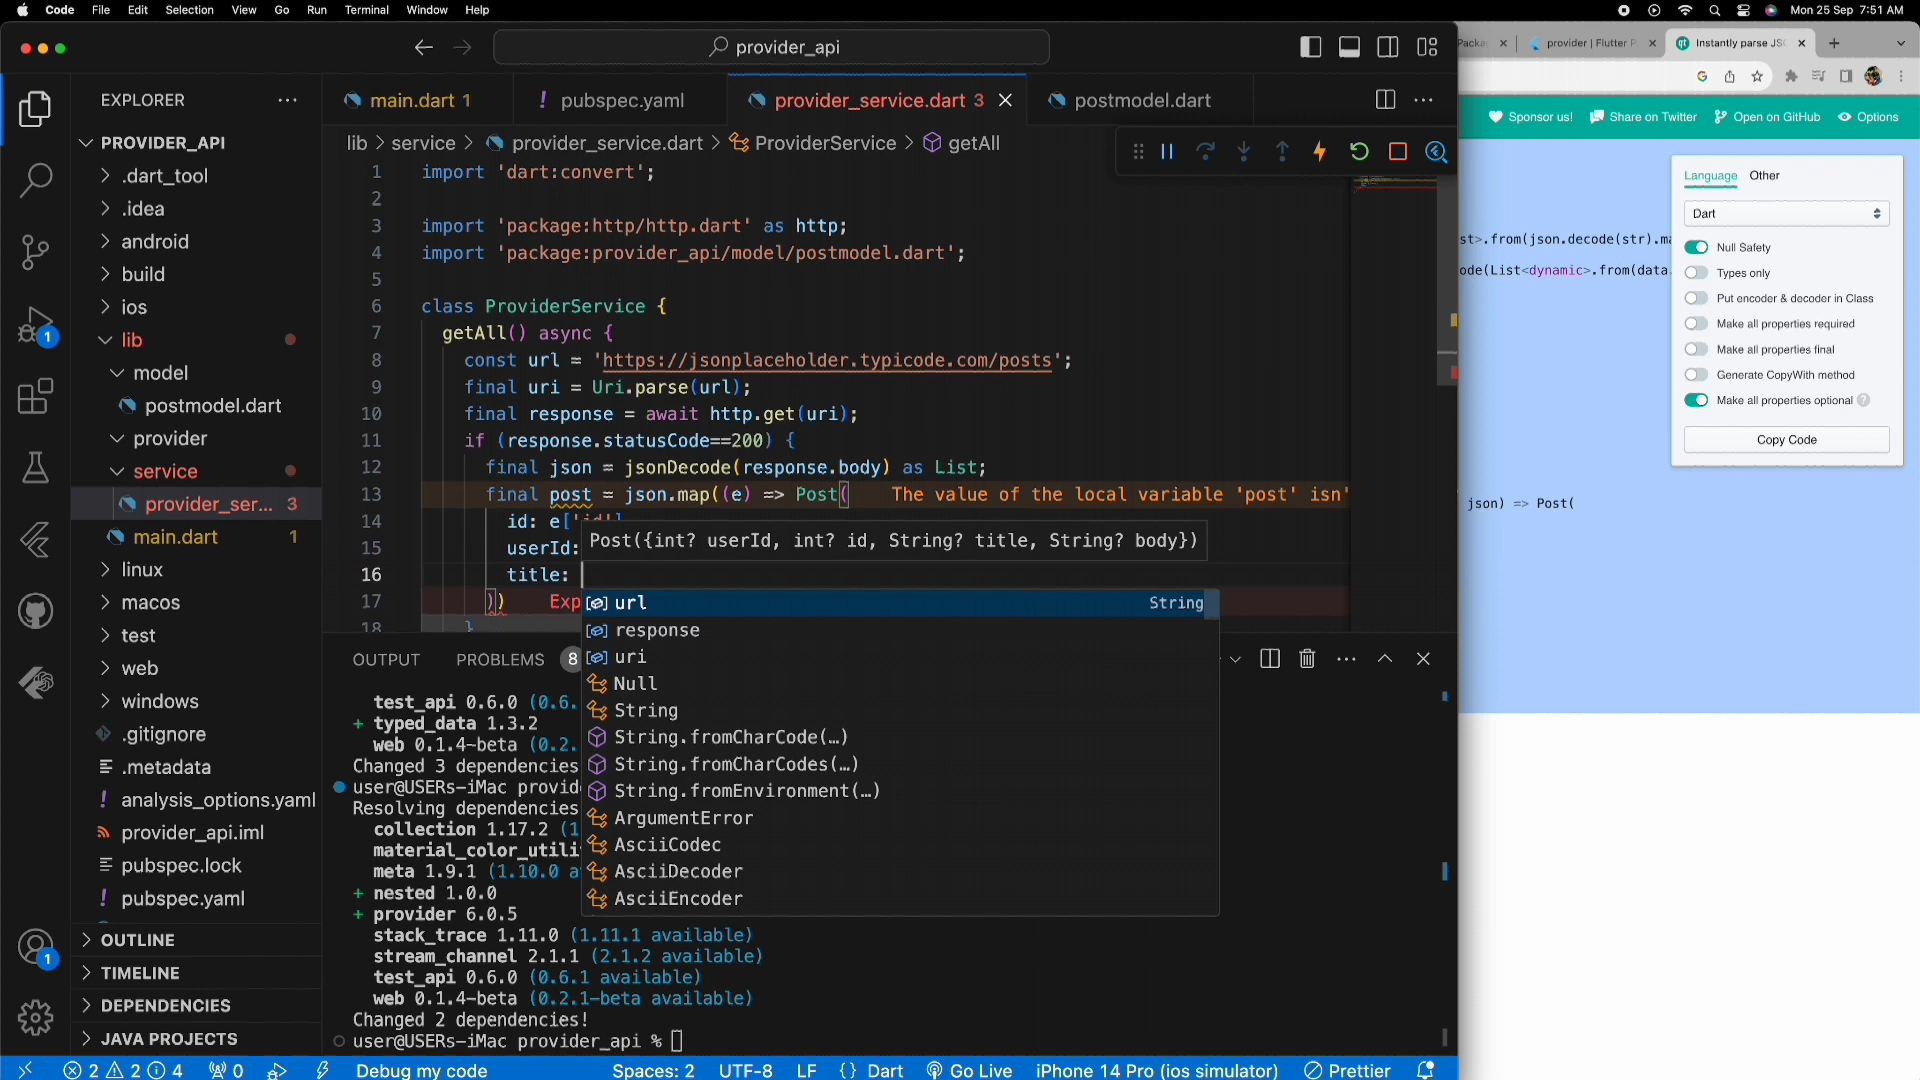 Code File Edit Selection View Go Run Terminal Window Help
Mon 25 Sep 7:51 AM
provider_api
provider | Flutter P
Instantly parse JS
EXPLORER
main.dart 1
pubspec.yaml
provider_service.dart 3
postmodel.dart
Sponsor us!
Share on Twitter
Open on GitHub
Options
PROVIDER_API
lib > service > provider_service.dart > ProviderService > getAll
.dart_tool
.idea
android
build
ios
lib
model
postmodel.dart
provider
service
provider_ser... 3
main.dart 1
linux
macos
test
web
windows
.gitignore
.metadata
analysis_options.yaml
provider_api.iml
pubspec.lock
pubspec.yaml
OUTLINE
TIMELINE
DEPENDENCIES
JAVA PROJECTS
1
1
1 import 'dart:convert';
2
3 import 'package:http/http.dart' as http;
4 import 'package:provider_api/model/postmodel.dart';
5
6 class ProviderService {
7 getAll() async {
8 const url = 'https://jsonplaceholder.typicode.com/posts';
9 final uri = Uri.parse(url);
10 final response = await http.get(uri);
11 if (response.statusCode==200) {
12 final json = jsonDecode(response.body) as List;
13 final post = json.map((e) => Post( The value of the local variable 'post' isn'
14 id: e['id']
15 userId:
Post({int? userId, int? id, String? title, String? body})
16 title:
17 )) Exp
18 }
url String
response
uri
Null
String
String.fromCharCode(…)
String.fromCharCodes(…)
String.fromEnvironment(…)
ArgumentError
AsciiCodec
AsciiDecoder
AsciiEncoder
OUTPUT PROBLEMS 8
test_api 0.6.0 (0.6.
+ typed_data 1.3.2
web 0.1.4-beta (0.2.
Changed 3 dependencies
user@USERs-iMac provid
Resolving dependencies
collection 1.17.2 (1
material_color_utili
meta 1.9.1 (1.10.0 a
+ nested 1.0.0
+ provider 6.0.5
stack_trace 1.11.0 (1.11.1 available)
stream_channel 2.1.1 (2.1.2 available)
test_api 0.6.0 (0.6.1 available)
web 0.1.4-beta (0.2.1-beta available)
Changed 2 dependencies!
user@USERs-iMac provider_api %
Language Other
Dart
Null Safety
Types only
Put encoder & decoder in Class
Make all properties required
Make all properties final
Generate CopyWith method
Make all properties optional ?
Copy Code
st>.from(json.decode(str).ma
ode(List<dynamic>.from(data.
json) => Post(
2 2 4 0 Debug my code Spaces: 2 UTF-8 LF {} Dart Go Live iPhone 14 Pro (ios simulator) Prettier